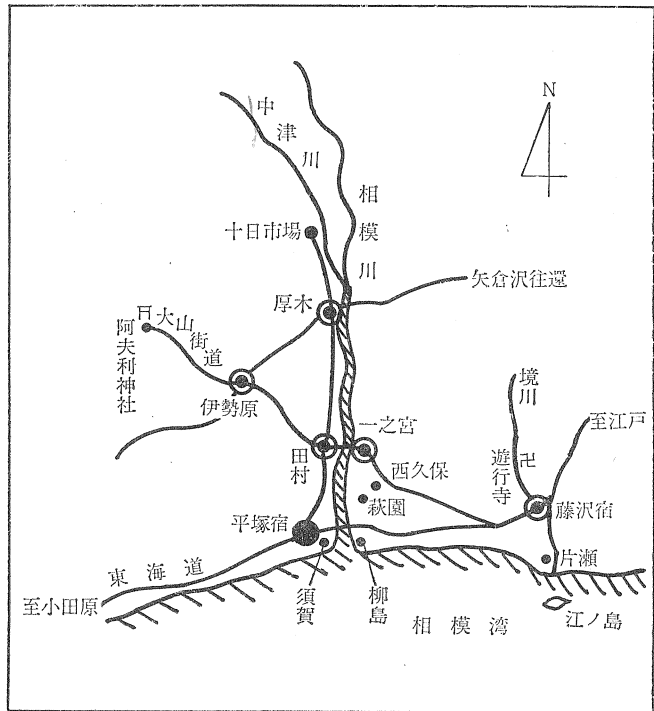 N
中津川
相模川
十日市場
矢倉沢往還
厚木
大山街道
阿夫利神社
伊勢原
境川
至江戸
一之宮
田村
西久保
卍
遊行寺
萩園
藤沢宿
平塚宿
片瀬
東海道
須賀
柳島
至小田原
相模湾
江ノ島